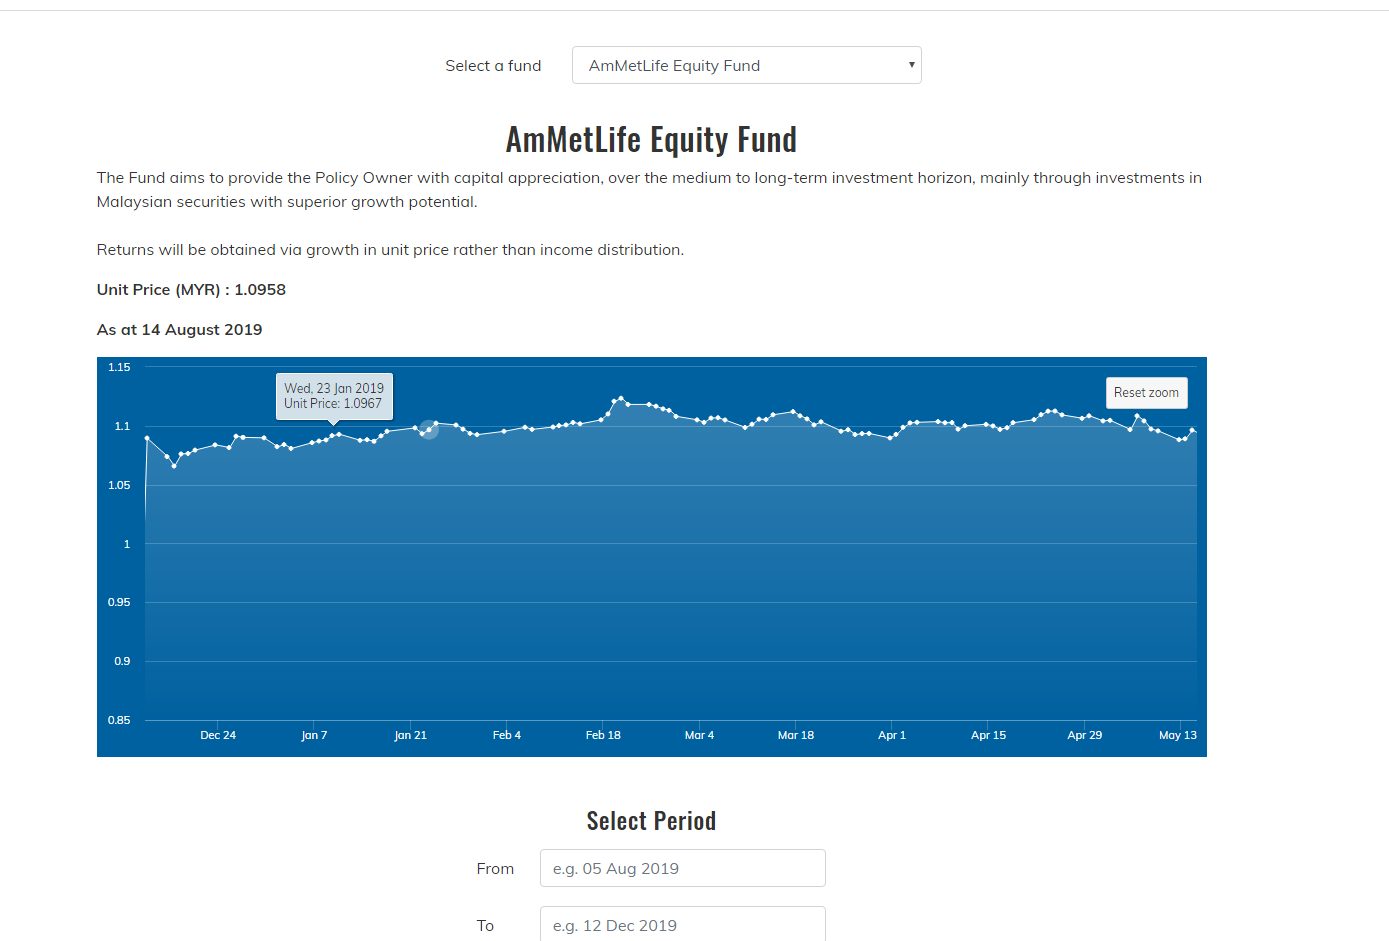 Select a fund
AmMetLife Equity Fund
AmMetLife Equity Fund
The Fund aims to provide the Policy Owner with capital appreciation, over the medium to long-term investment horizon, mainly through investments in
Malaysian securities with superior growth potential.
Returns will be obtained via growth in unit price rather than income distribution.
Unit Price (MYR) : 1.0958
As at 14 August 2019
1.15
Wed, 23 Jan 2019
Unit Price: 1.0967
Reset zoom
1.1
1.05
1
0.95
0.9
0.85
Dec 24 Jan 7 Jan 21 Feb 4 Feb 18 Mar 4 Mar 18 Apr 1 Apr 15 Apr 29 May 13
Select Period
From e.g. 05 Aug 2019
To e.g. 12 Dec 2019